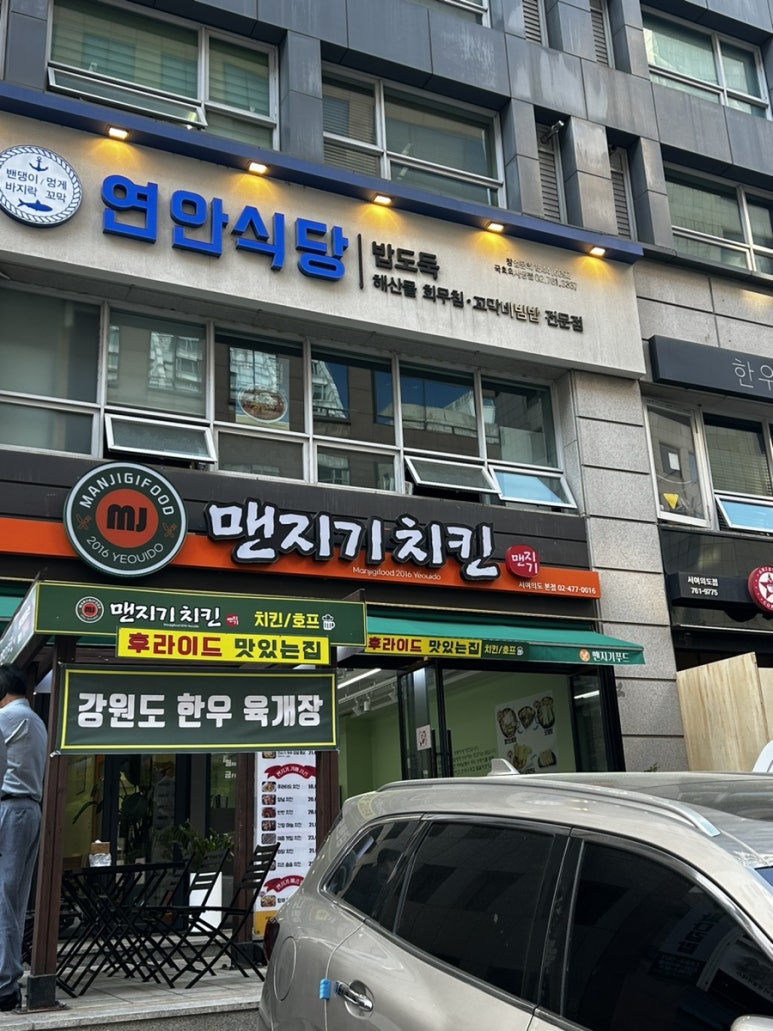 밴댕이 / 멍게
바지락 꼬막
연안식당
밥도둑
해산물 회무침·꼬막비빔밥 전문점
한우
MANJIGIFOOD
MJ
2016 YEOUIDO
맨지기치킨
맨지기
Manjigifood 2016 Yeouido
서여의도 본점 02-477-0016
서여의도점
761-9775
맨지기치킨
치킨/호프
후라이드 맛있는집
후라이드 맛있는집
치킨/호프
맨지기푸드
강원도 한우 육개장